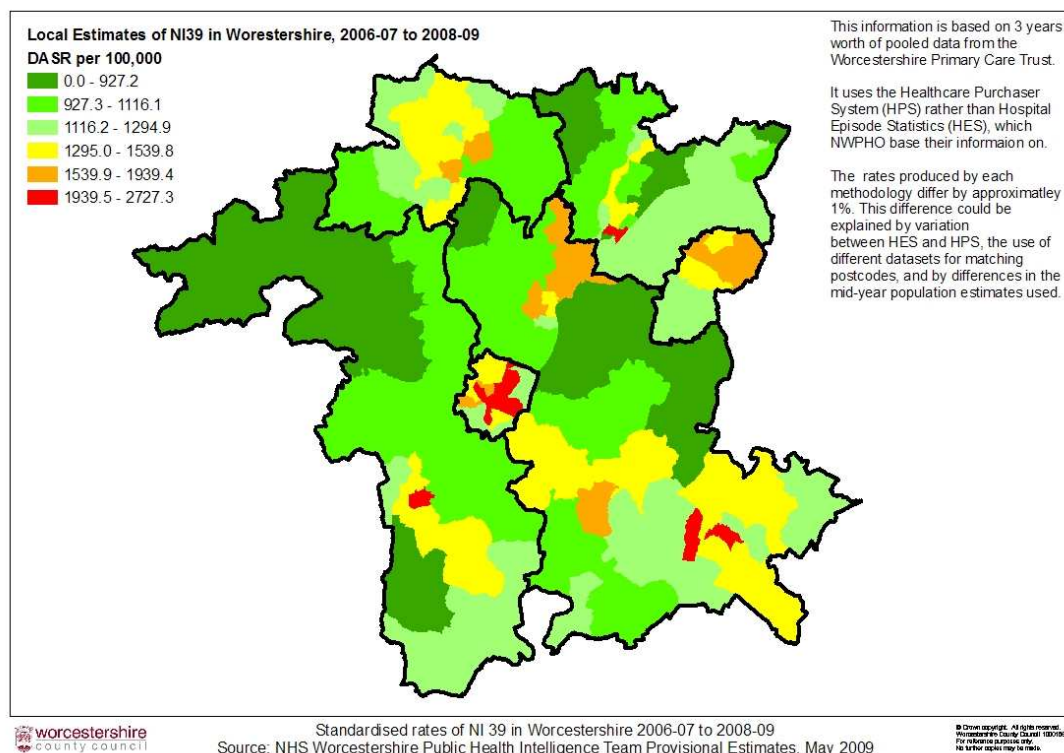 Local Estimates of NI39 in Worestershire, 2006-07 to 2008-09
DASR per 100,000
0.0 - 927.2
927.3 - 1116.1
1116.2 - 1294.9
1295.0 - 1539.8
1539.9 - 1939.4
1939.5 - 2727.3
This information is based on 3 years
worth of pooled data from the
Worcestershire Primary Care Trust.
It uses the Healthcare Purchaser
System (HPS) rather than Hospital
Episode Statistics (HES), which
NWPHO base their informaion on.
The rates produced by each
methodology differ by approximatley
1%. This difference could be
explained by variation
between HES and HPS, the use of
different datasets for matching
postcodes, and by differences in the
mid-year population estimates used.
worcestershire
county council
Standardised rates of NI 39 in Worcestershire 2006-07 to 2008-09
Source: NHS Worcestershire Public Health Intelligence Team Provisional Estimates, May 2009
© Crown copyright. All rights reserved.
Worcestershire County Council
For reference purposes only.
No further copies may be made.